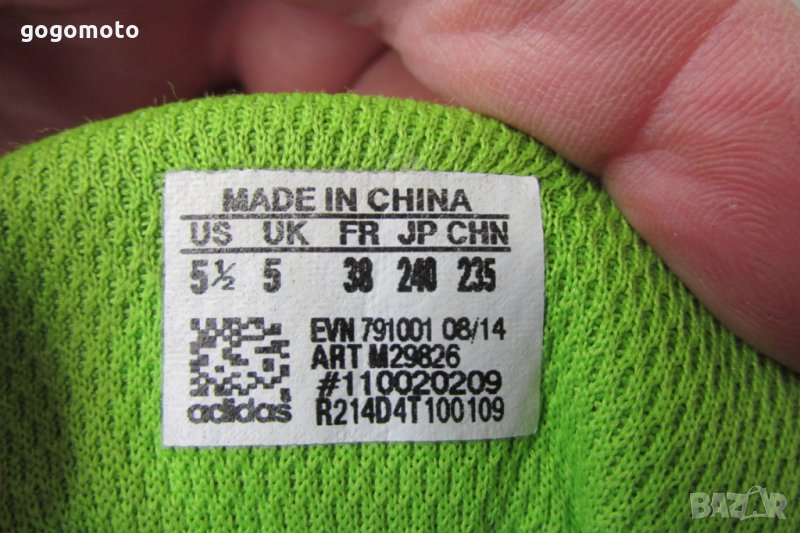 gogomoto
MADE IN CHINA
US UK FR JP CHN
5½ 5 38 240 235
EVN 791001 08/14
ART M29826
#110020209
adidas R214D4T100109
BAZAR